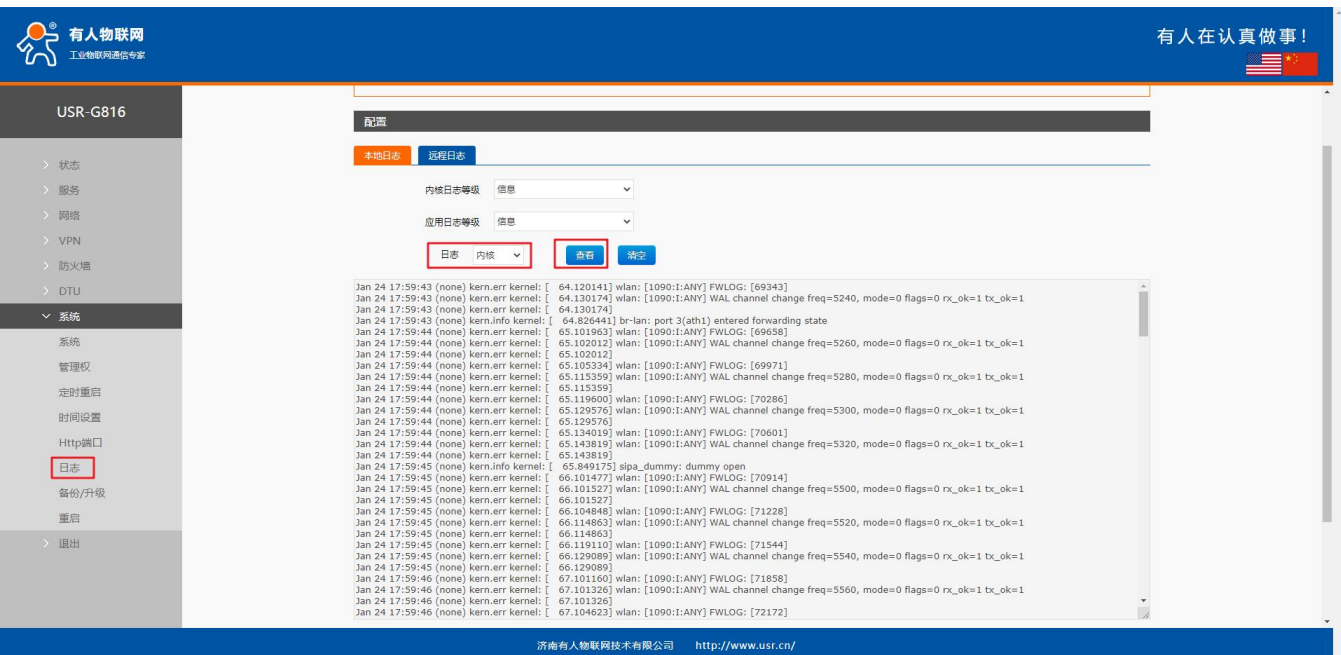 有人物联网
工业物联网通信专家
有人在认真做事!
USR-G816
状态
服务
网络
VPN
防火墙
DTU
系统
系统
管理权
定时重启
时间设置
Http端口
日志
备份/升级
重启
退出
配置
本地日志 远程日志
内核日志等级 信息
应用日志等级 信息
日志 内核 查看 清空
Jan 24 17:59:43 (none) kern.err kernel: [ 64.120141] wlan: [1090:I:ANY] FWLOG: [69343]
Jan 24 17:59:43 (none) kern.err kernel: [ 64.130174] wlan: [1090:I:ANY] WAL channel change freq=5240, mode=0 flags=0 rx_ok=1 tx_ok=1
Jan 24 17:59:43 (none) kern.err kernel: [ 64.130174]
Jan 24 17:59:43 (none) kern.info kernel: [ 64.826441] br-lan: port 3(ath1) entered forwarding state
Jan 24 17:59:44 (none) kern.err kernel: [ 65.101963] wlan: [1090:I:ANY] FWLOG: [69658]
Jan 24 17:59:44 (none) kern.err kernel: [ 65.102012] wlan: [1090:I:ANY] WAL channel change freq=5260, mode=0 flags=0 rx_ok=1 tx_ok=1
Jan 24 17:59:44 (none) kern.err kernel: [ 65.102012]
Jan 24 17:59:44 (none) kern.err kernel: [ 65.105334] wlan: [1090:I:ANY] FWLOG: [69971]
Jan 24 17:59:44 (none) kern.err kernel: [ 65.115359] wlan: [1090:I:ANY] WAL channel change freq=5280, mode=0 flags=0 rx_ok=1 tx_ok=1
Jan 24 17:59:44 (none) kern.err kernel: [ 65.115359]
Jan 24 17:59:44 (none) kern.err kernel: [ 65.119600] wlan: [1090:I:ANY] FWLOG: [70286]
Jan 24 17:59:44 (none) kern.err kernel: [ 65.129576] wlan: [1090:I:ANY] WAL channel change freq=5300, mode=0 flags=0 rx_ok=1 tx_ok=1
Jan 24 17:59:44 (none) kern.err kernel: [ 65.129576]
Jan 24 17:59:44 (none) kern.err kernel: [ 65.134019] wlan: [1090:I:ANY] FWLOG: [70601]
Jan 24 17:59:44 (none) kern.err kernel: [ 65.143819] wlan: [1090:I:ANY] WAL channel change freq=5320, mode=0 flags=0 rx_ok=1 tx_ok=1
Jan 24 17:59:44 (none) kern.err kernel: [ 65.143819]
Jan 24 17:59:45 (none) kern.info kernel: [ 65.849175] sipa_dummy: dummy open
Jan 24 17:59:45 (none) kern.err kernel: [ 66.101477] wlan: [1090:I:ANY] FWLOG: [70914]
Jan 24 17:59:45 (none) kern.err kernel: [ 66.101527] wlan: [1090:I:ANY] WAL channel change freq=5500, mode=0 flags=0 rx_ok=1 tx_ok=1
Jan 24 17:59:45 (none) kern.err kernel: [ 66.101527]
Jan 24 17:59:45 (none) kern.err kernel: [ 66.104848] wlan: [1090:I:ANY] FWLOG: [71228]
Jan 24 17:59:45 (none) kern.err kernel: [ 66.114863] wlan: [1090:I:ANY] WAL channel change freq=5520, mode=0 flags=0 rx_ok=1 tx_ok=1
Jan 24 17:59:45 (none) kern.err kernel: [ 66.114863]
Jan 24 17:59:45 (none) kern.err kernel: [ 66.119110] wlan: [1090:I:ANY] FWLOG: [71544]
Jan 24 17:59:45 (none) kern.err kernel: [ 66.129089] wlan: [1090:I:ANY] WAL channel change freq=5540, mode=0 flags=0 rx_ok=1 tx_ok=1
Jan 24 17:59:45 (none) kern.err kernel: [ 66.129089]
Jan 24 17:59:46 (none) kern.err kernel: [ 67.101160] wlan: [1090:I:ANY] FWLOG: [71858]
Jan 24 17:59:46 (none) kern.err kernel: [ 67.101326] wlan: [1090:I:ANY] WAL channel change freq=5560, mode=0 flags=0 rx_ok=1 tx_ok=1
Jan 24 17:59:46 (none) kern.err kernel: [ 67.101326]
Jan 24 17:59:46 (none) kern.err kernel: [ 67.104623] wlan: [1090:I:ANY] FWLOG: [72172]
济南有人物联网技术有限公司 http://www.usr.cn/